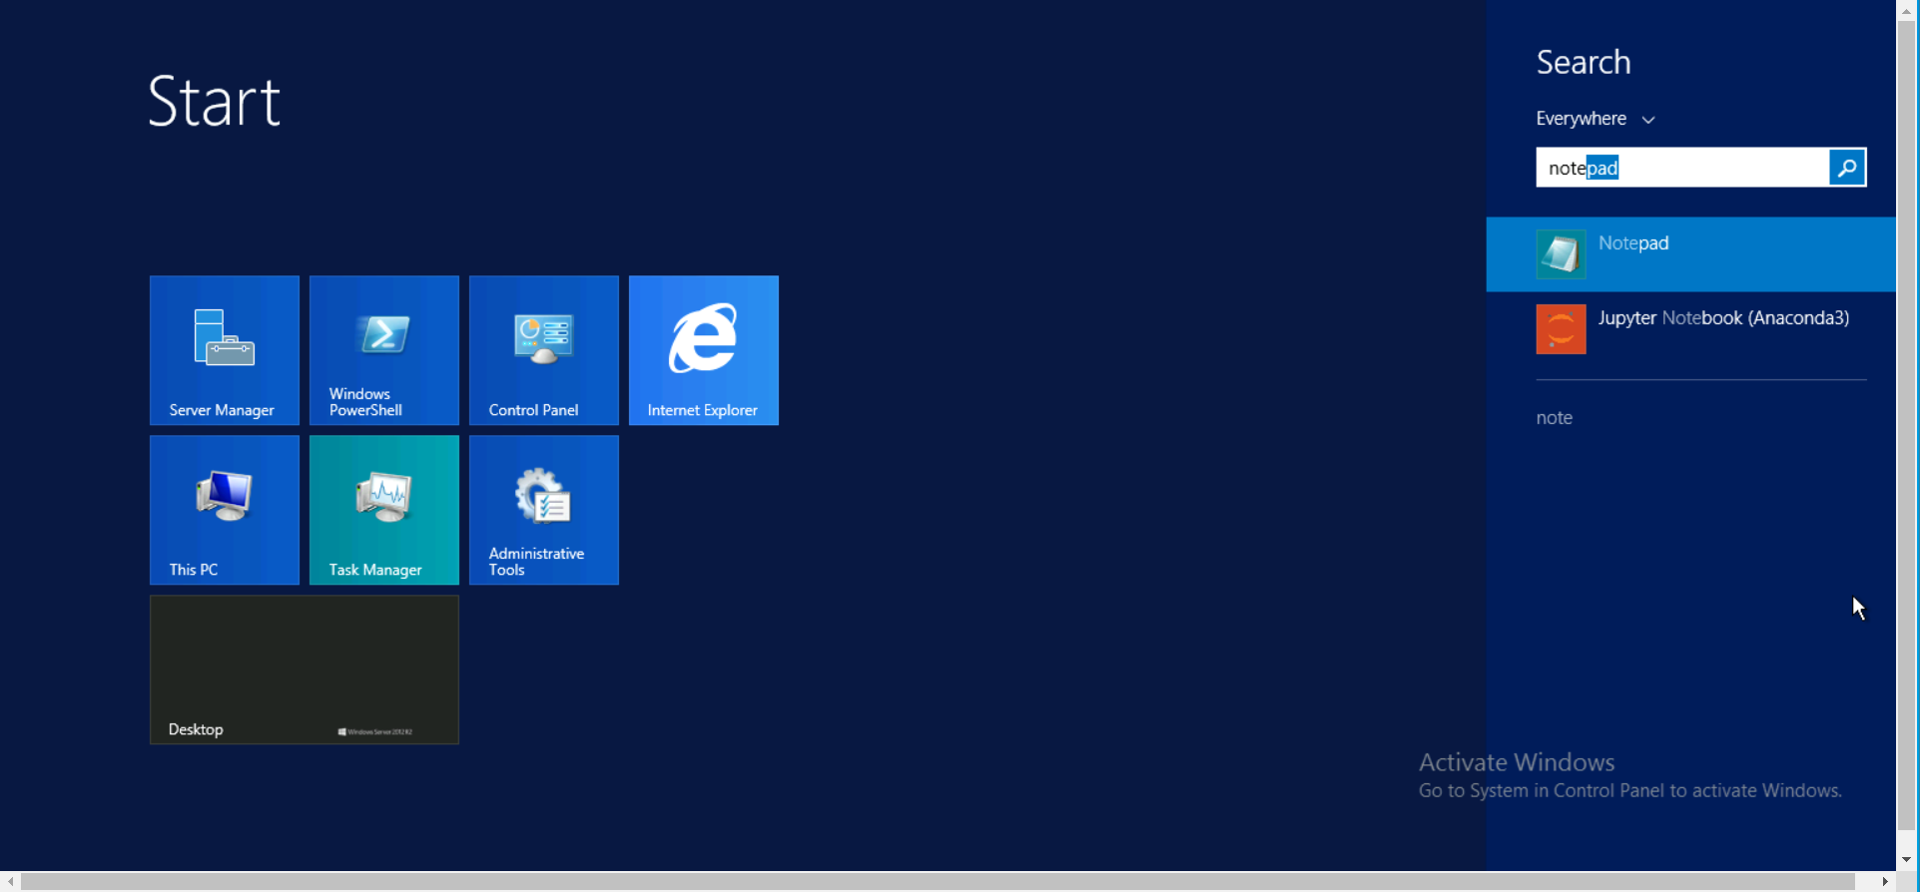 Start
Search
Everywhere
notepad
Notepad
Jupyter Notebook (Anaconda3)
note
Server Manager
Windows
PowerShell
Control Panel
Internet Explorer
This PC
Task Manager
Administrative
Tools
Desktop
Windows Server 2012 R2
Activate Windows
Go to System in Control Panel to activate Windows.